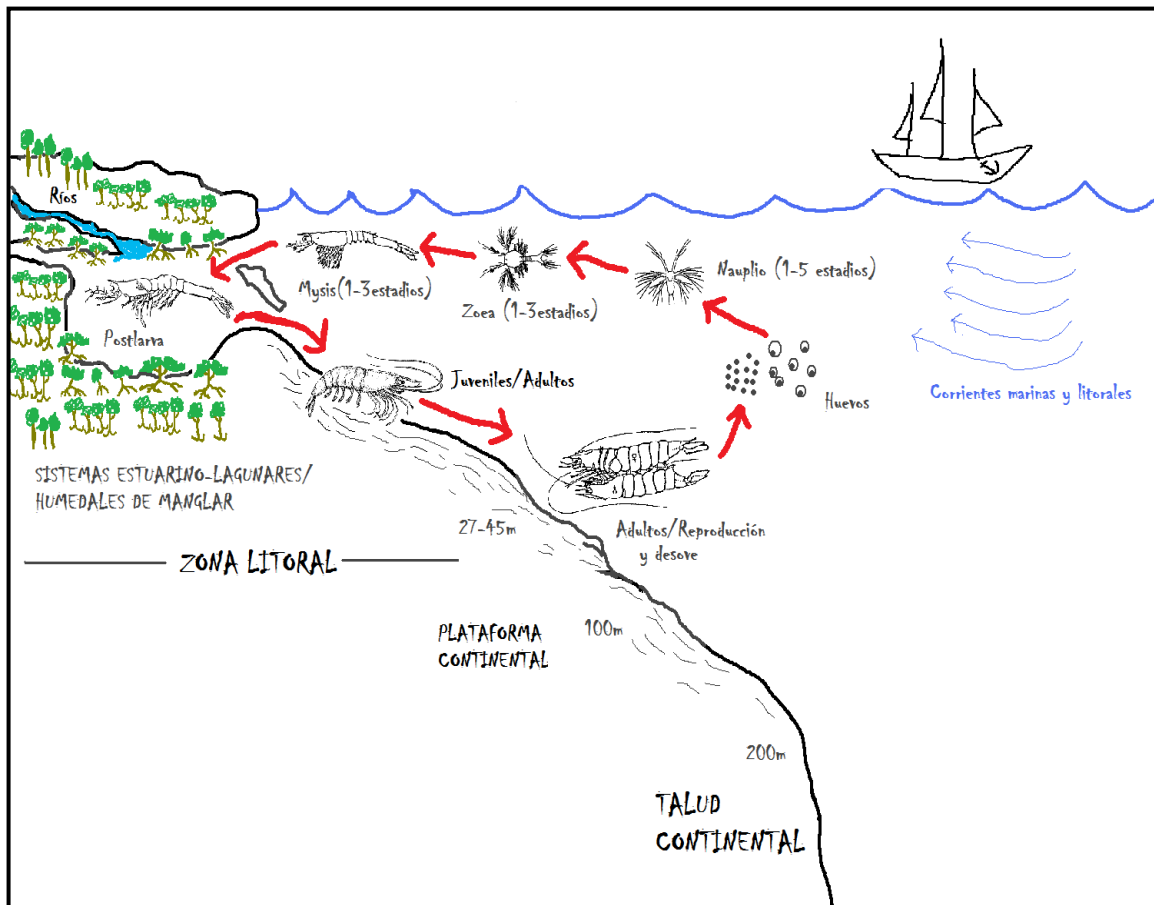 Ríos
Mysis(1-3estadios)
Zoea (1-3estadios)
Nauplio (1-5 estadios)
Postlarva
Juveniles/Adultos
Huevos
Corrientes marinas y litorales
SISTEMAS ESTUARINO-LAGUNARES/
HUMEDALES DE MANGLAR
27-45m
Adultos/Reproducción
y desove
ZONA LITORAL
PLATAFORMA
CONTINENTAL
100m
200m
TALUD
CONTINENTAL